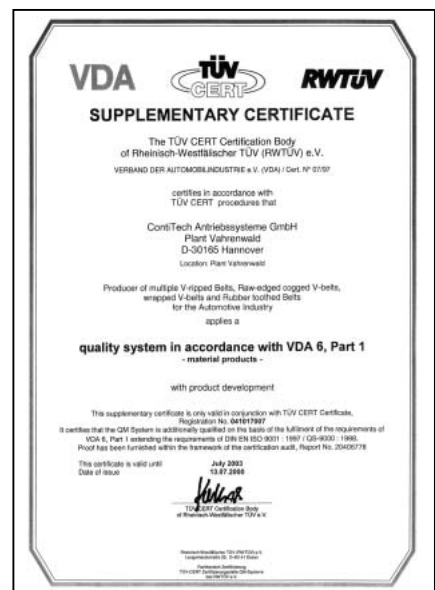 VDA
TÜV
CERT
RWTÜV
SUPPLEMENTARY CERTIFICATE
The TÜV CERT Certification Body
of Rheinisch-Westfälischer TÜV (RWTÜV) e.V.
VERBAND DER AUTOMOBILINDUSTRIE e.V. (VDA) / Cert. Nº 07/97
certifies in accordance with
TÜV CERT procedures that
ContiTech Antriebssysteme GmbH
Plant Vahrenwald
D-30165 Hannover
Location: Plant Vahrenwald
Producer of multiple V-ripped Belts, Raw-edged cogged V-belts,
wrapped V-belts and Rubber toothed Belts
for the Automotive Industry
applies a
quality system in accordance with VDA 6, Part 1
- material products -
with product development
This supplementary certificate is only valid in conjunction with TÜV CERT Certificate,
Registration No. 041017007
It certifies that the QM System is additionally qualified on the basis of the fulfilment of the requirements of
VDA 6, Part 1 extending the requirements of DIN EN ISO 9001 : 1997 / QS-9000 : 1998.
Proof has been furnished within the framework of the certification audit, Report No. 20406778
This certificate is valid until July 2003
Date of issue 13.07.2000
TÜV CERT Certification Body
of Rheinisch-Westfälischer TÜV e.V.
Rheinisch-Westfälischer TÜV e.V.
TÜV CERT